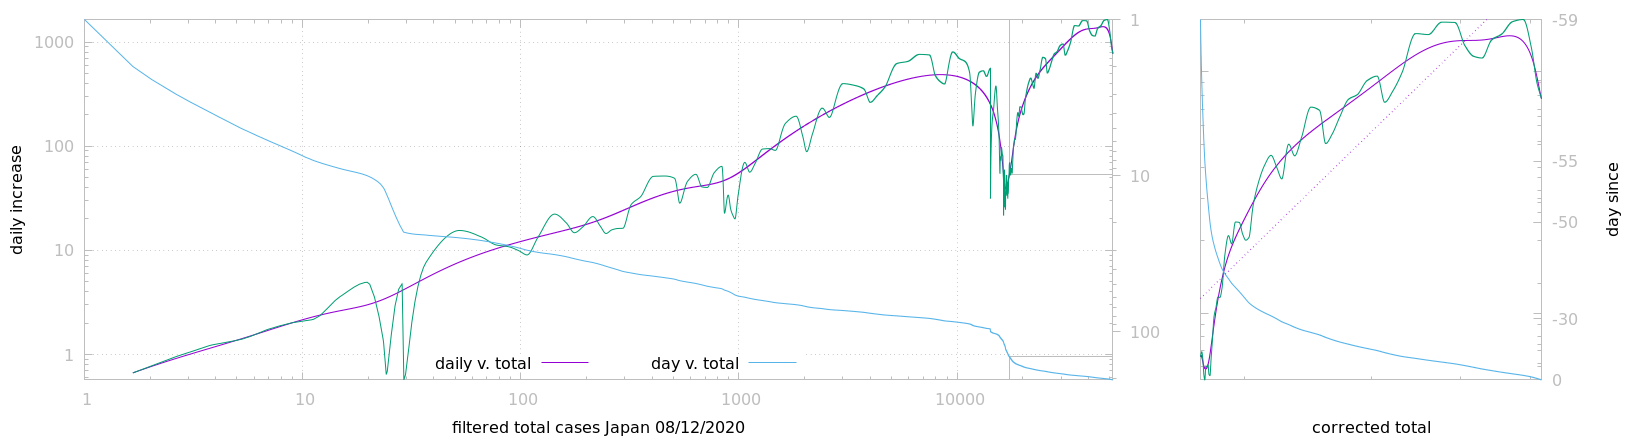 1000
100
10
1
daily increase
1
10
100
1000
10000
filtered total cases Japan 08/12/2020
daily v. total
day v. total
1
10
100
-59
-55
-50
-30
0
day since
corrected total